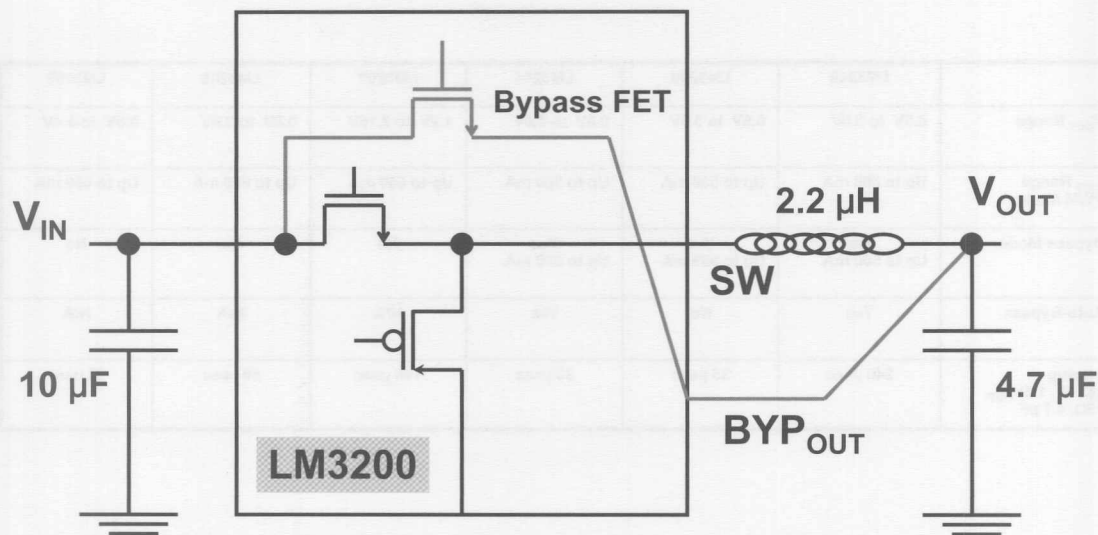 Bypass FET
V_IN
2.2 µH
V_OUT
SW
10 µF
4.7 µF
BYP_OUT
LM3200